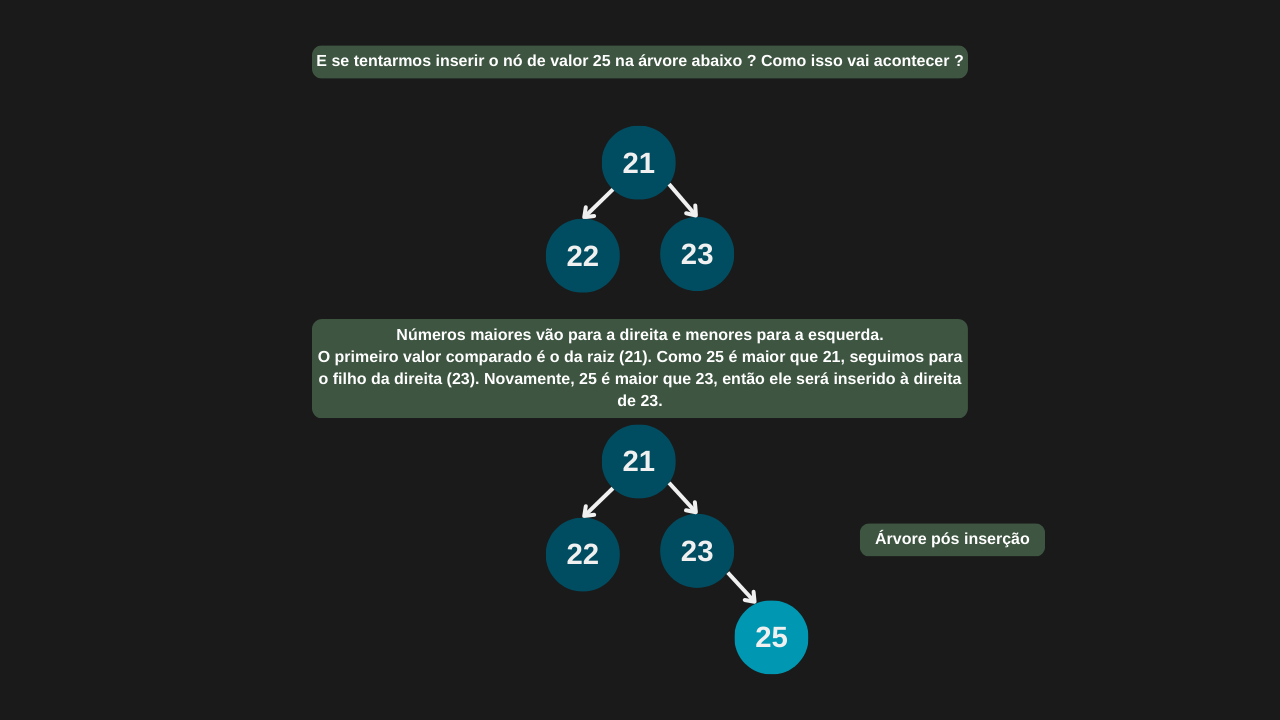 E se tentarmos inserir o nó de valor 25 na árvore abaixo ? Como isso vai acontecer ?
21
22
23
Números maiores vão para a direita e menores para a esquerda.
O primeiro valor comparado é o da raiz (21). Como 25 é maior que 21, seguimos para
o filho da direita (23). Novamente, 25 é maior que 23, então ele será inserido à direita
de 23.
21
22
23
Árvore pós inserção
25